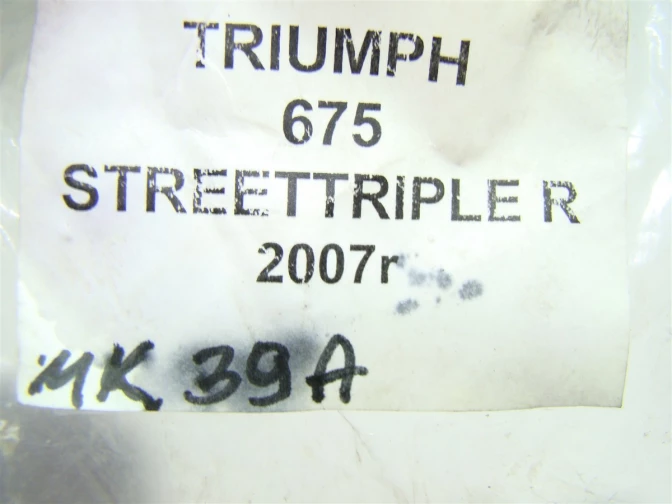 TRIUMPH
675
STREETTRIPLE R
2007r
MK 39A